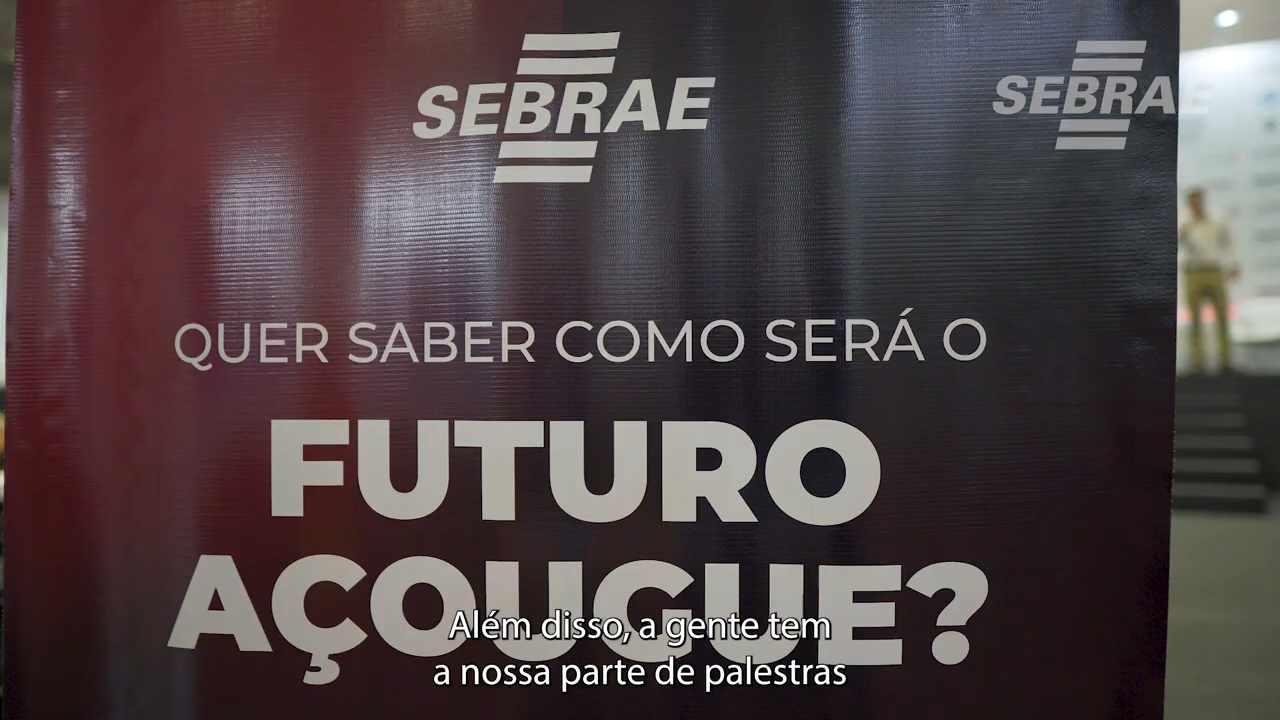 SEBRAE
SEBRAE
QUER SABER COMO SERÁ O
FUTURO
AÇOUGUE?
Além disso, a gente tem
a nossa parte de palestras